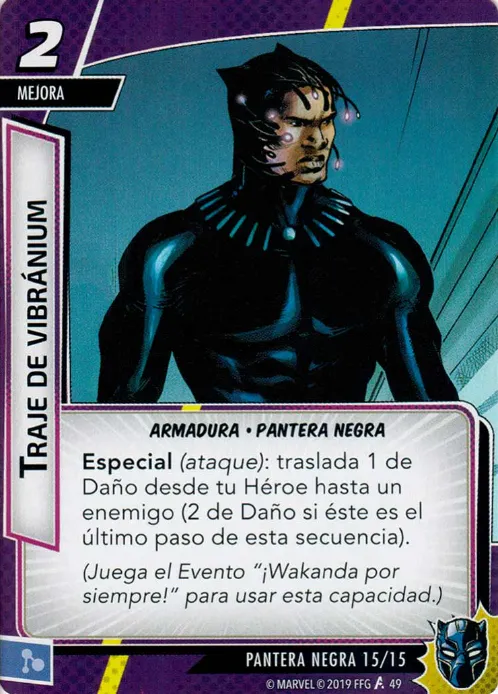 2
MEJORA
TRAJE DE VIBRÁNIUM
ARMADURA • PANTERA NEGRA
Especial (ataque): traslada 1 de
Daño desde tu Héroe hasta un
enemigo (2 de Daño si éste es el
último paso de esta secuencia).
(Juega el Evento “¡Wakanda por
siempre!” para usar esta capacidad.)
PANTERA NEGRA 15/15
© MARVEL © 2019 FFG 49